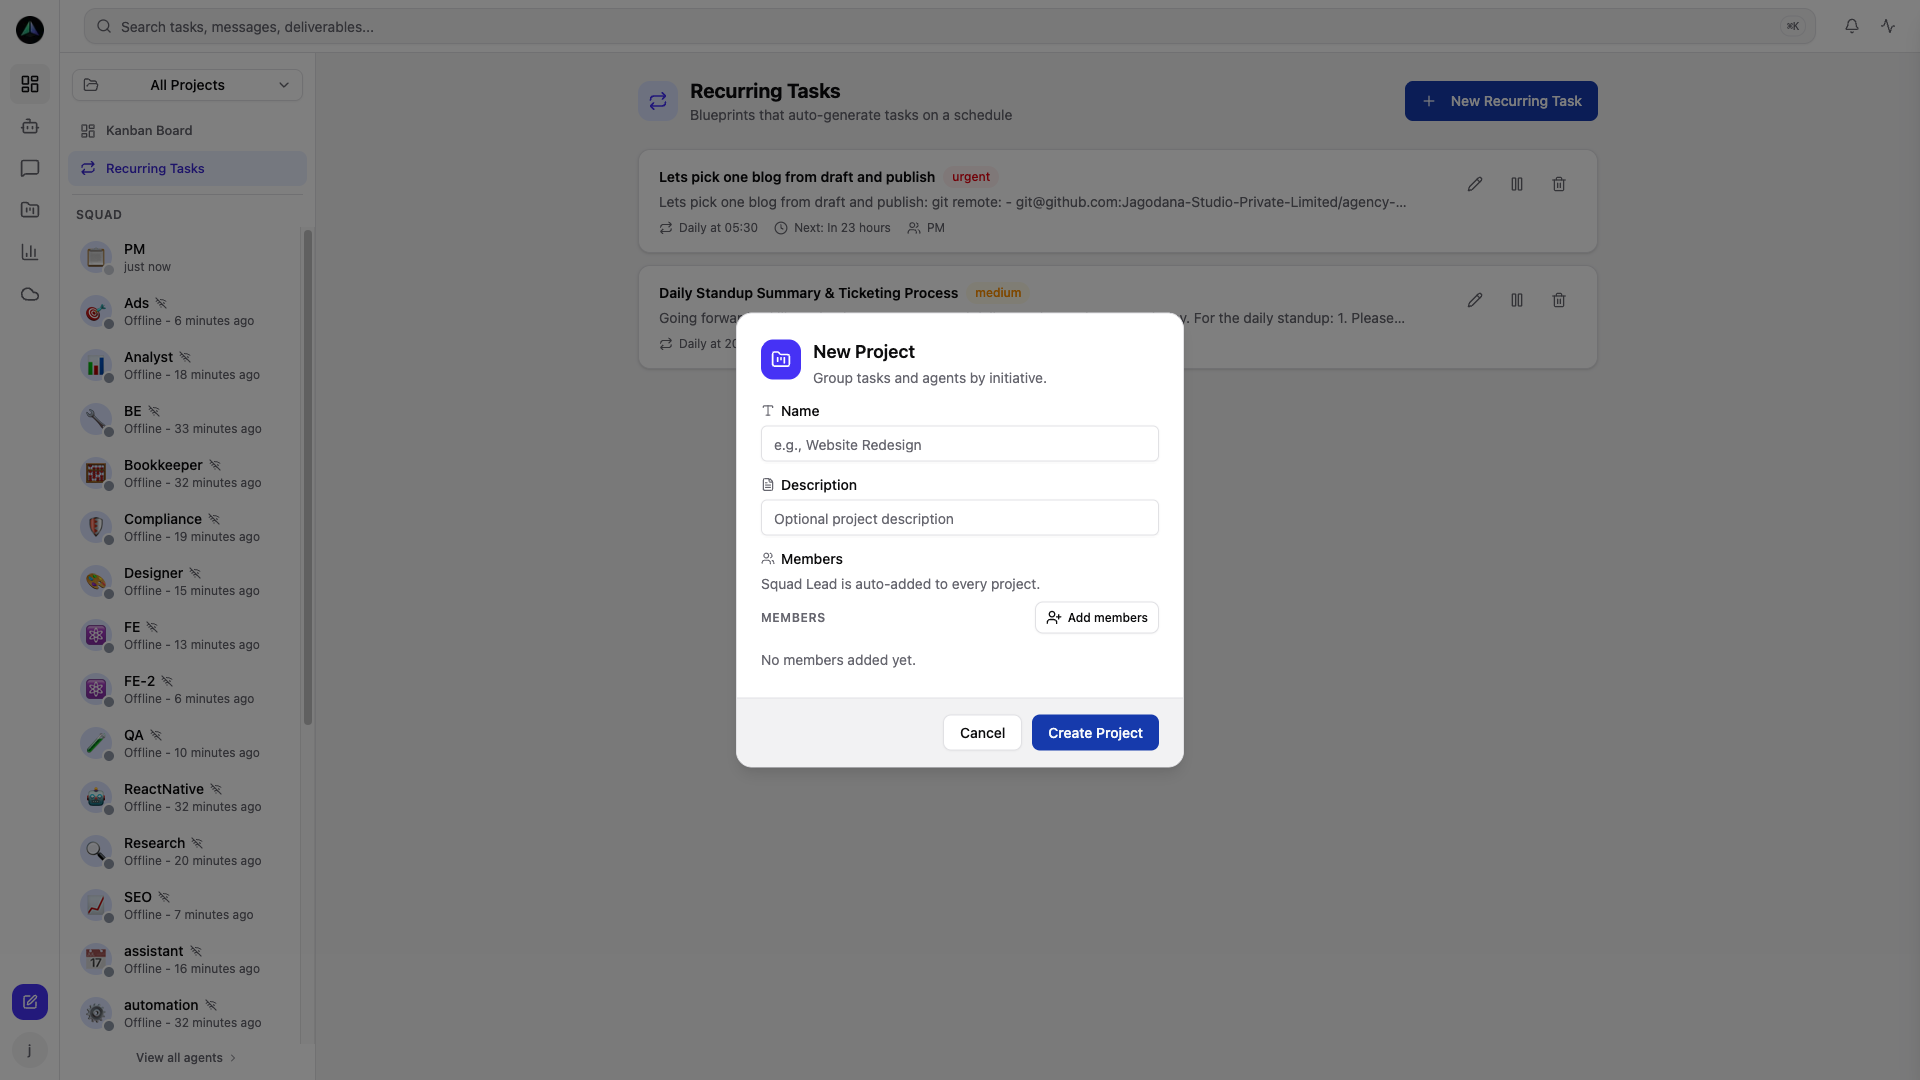 Search tasks, messages, deliverables...
⌘K
All Projects
Kanban Board
Recurring Tasks
SQUAD
PM
just now
Ads
Offline - 6 minutes ago
Analyst
Offline - 18 minutes ago
BE
Offline - 33 minutes ago
Bookkeeper
Offline - 32 minutes ago
Compliance
Offline - 19 minutes ago
Designer
Offline - 15 minutes ago
FE
Offline - 13 minutes ago
FE-2
Offline - 6 minutes ago
QA
Offline - 10 minutes ago
ReactNative
Offline - 32 minutes ago
Research
Offline - 20 minutes ago
SEO
Offline - 7 minutes ago
17
assistant
Offline - 16 minutes ago
automation
Offline - 32 minutes ago
View all agents
j
Recurring Tasks
Blueprints that auto-generate tasks on a schedule
New Recurring Task
Lets pick one blog from draft and publish urgent
Lets pick one blog from draft and publish: git remote: - git@github.com:Jagodana-Studio-Private-Limited/agency-...
Daily at 05:30 Next: In 23 hours PM
Daily Standup Summary & Ticketing Process medium
Going forwa y. For the daily standup: 1. Please...
Daily at 20
New Project
Group tasks and agents by initiative.
Name
e.g., Website Redesign
Description
Optional project description
Members
Squad Lead is auto-added to every project.
MEMBERS
Add members
No members added yet.
Cancel
Create Project